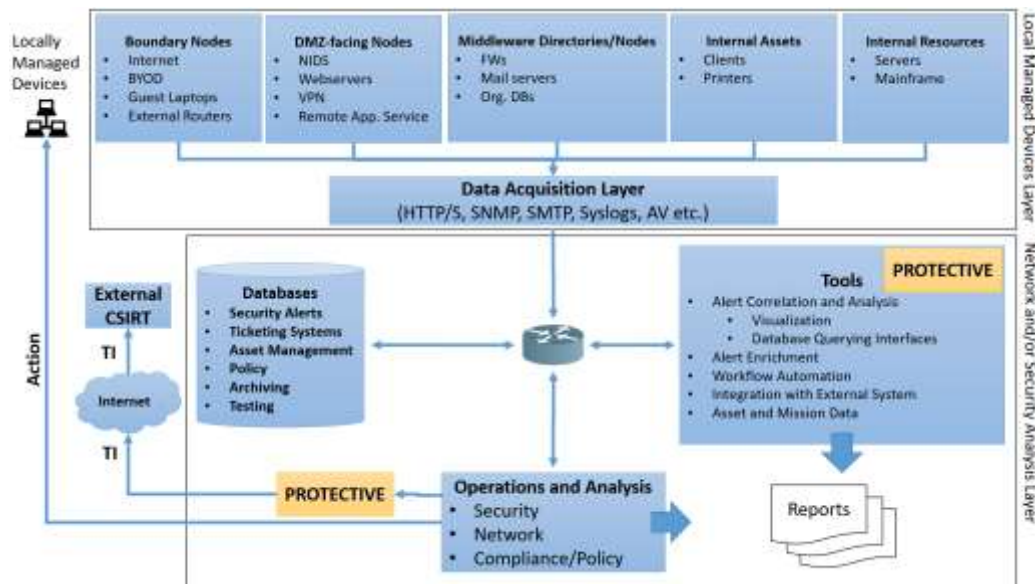 Locally
Managed
Devices
Boundary Nodes
• Internet
• BYOD
• Guest Laptops
• External Routers
DMZ-facing Nodes
• NIDS
• Webservers
• VPN
• Remote App. Service
Middleware Directories/Nodes
• FWs
• Mail servers
• Org. DBs
Internal Assets
• Clients
• Printers
Internal Resources
• Servers
• Mainframe
Local Managed Devices Layer
Data Acquisition Layer
(HTTP/S, SNMP, SMTP, Syslogs, AV etc.)
Network and/or Security Analysis Layer
Databases
• Security Alerts
• Ticketing Systems
• Asset Management
• Policy
• Archiving
• Testing
PROTECTIVE
Tools
• Alert Correlation and Analysis
• Visualization
• Database Querying Interfaces
• Alert Enrichment
• Workflow Automation
• Integration with External System
• Asset and Mission Data
External
CSIRT
TI
Internet
TI
Action
PROTECTIVE
Operations and Analysis
• Security
• Network
• Compliance/Policy
Reports